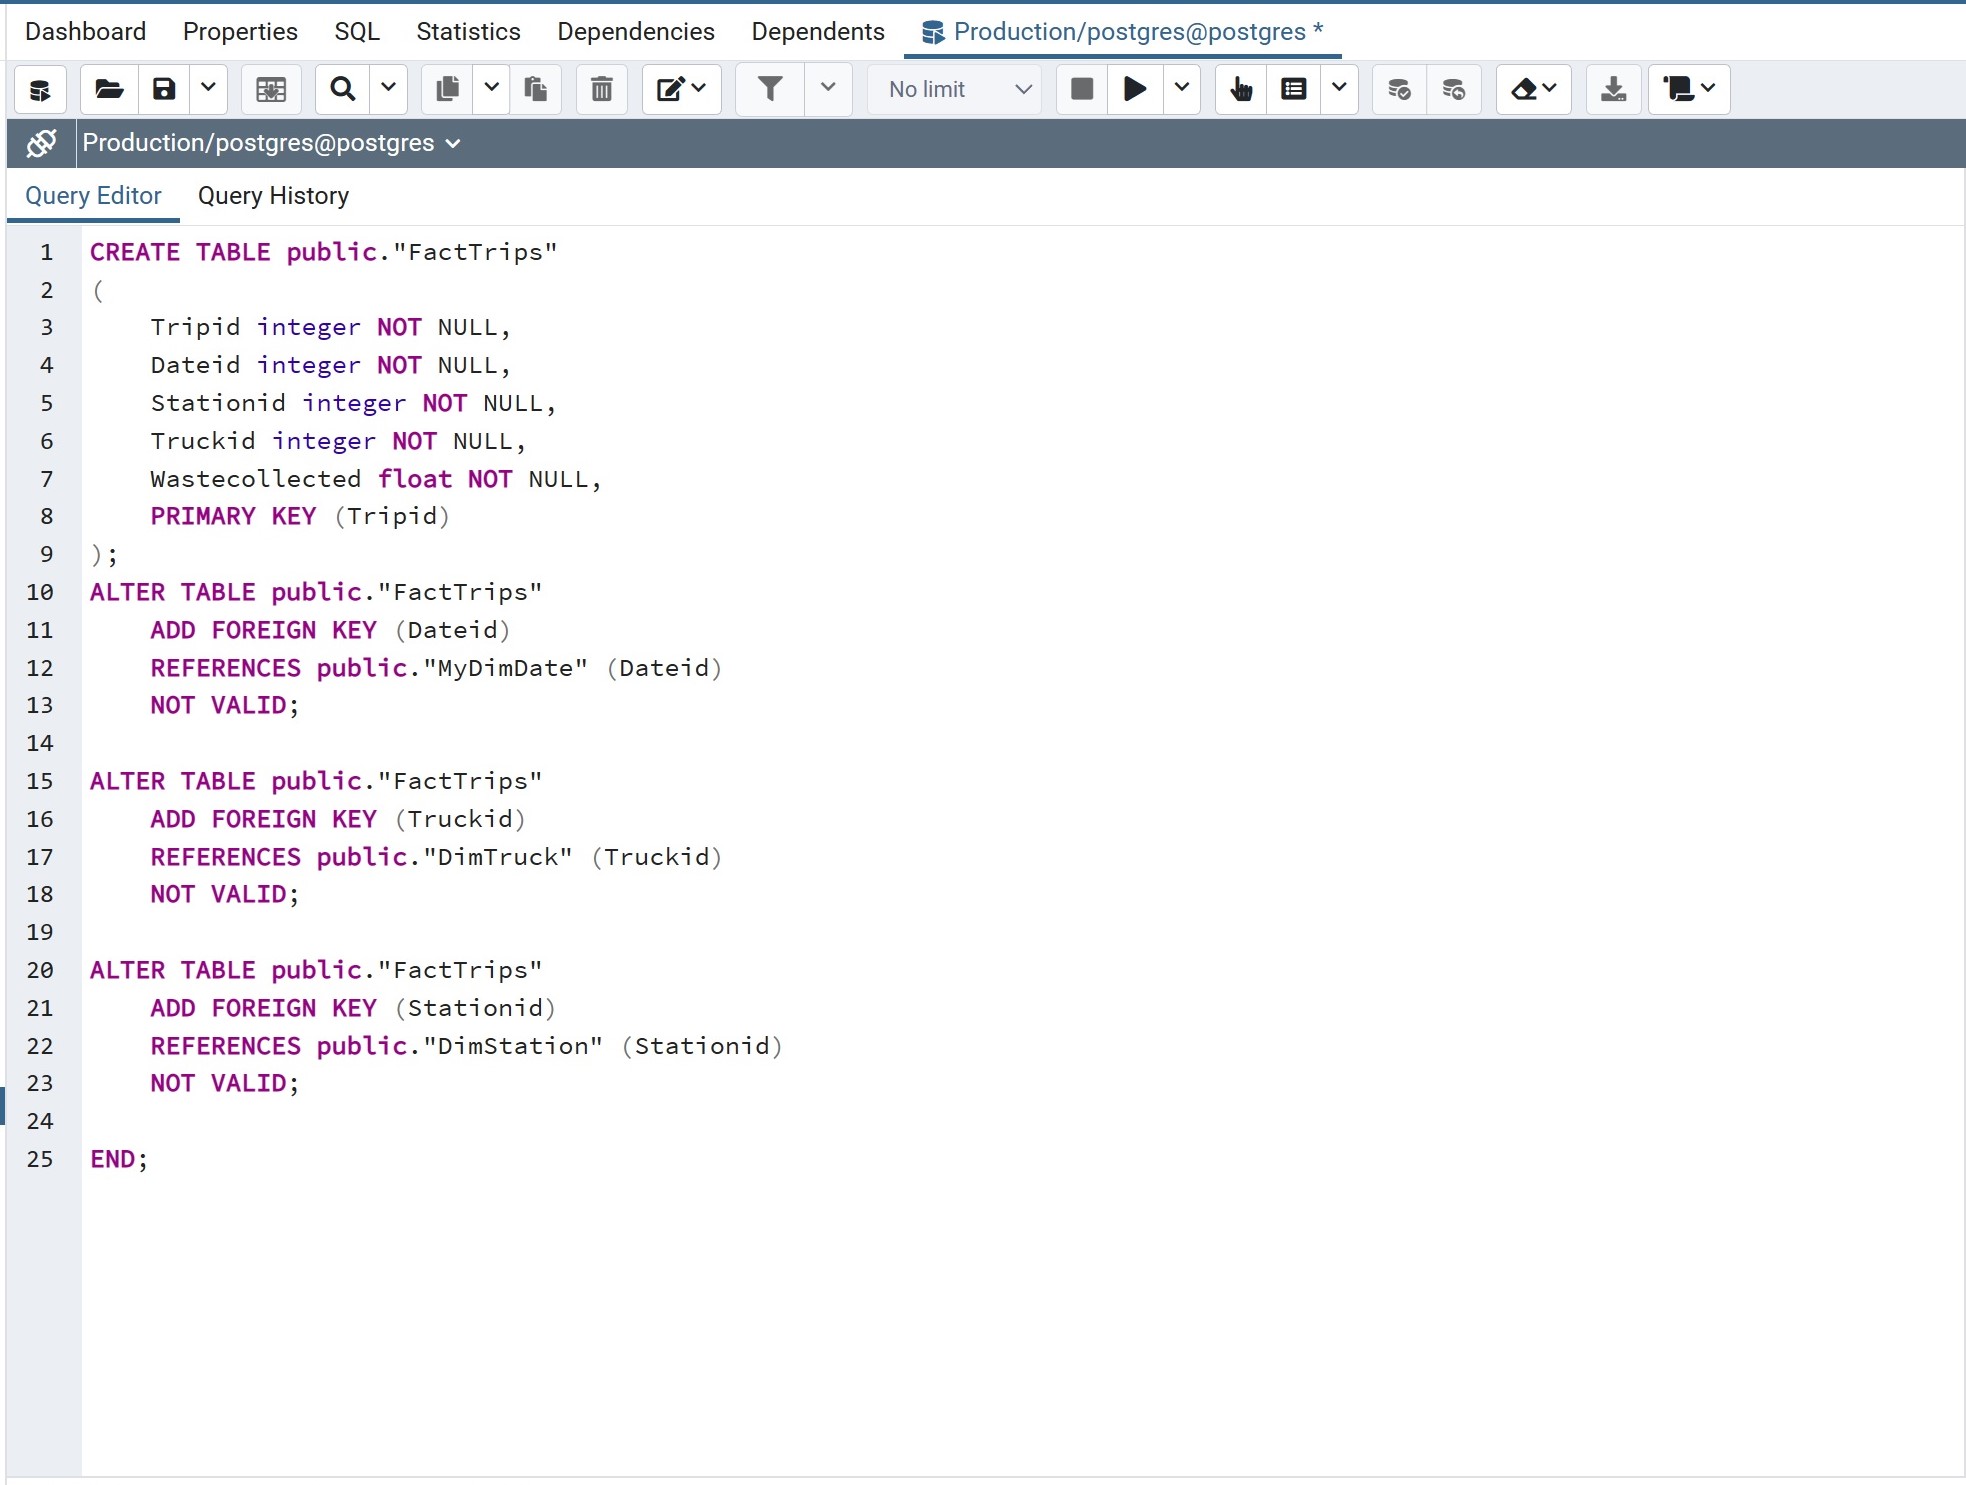 Dashboard Properties SQL Statistics Dependencies Dependents Production/postgres@postgres *
No limit
Production/postgres@postgres
Query Editor Query History
1 CREATE TABLE public."FactTrips"
2 (
3 Tripid integer NOT NULL,
4 Dateid integer NOT NULL,
5 Stationid integer NOT NULL,
6 Truckid integer NOT NULL,
7 Wastecollected float NOT NULL,
8 PRIMARY KEY (Tripid)
9 );
10 ALTER TABLE public."FactTrips"
11 ADD FOREIGN KEY (Dateid)
12 REFERENCES public."MyDimDate" (Dateid)
13 NOT VALID;
14
15 ALTER TABLE public."FactTrips"
16 ADD FOREIGN KEY (Truckid)
17 REFERENCES public."DimTruck" (Truckid)
18 NOT VALID;
19
20 ALTER TABLE public."FactTrips"
21 ADD FOREIGN KEY (Stationid)
22 REFERENCES public."DimStation" (Stationid)
23 NOT VALID;
24
25 END;